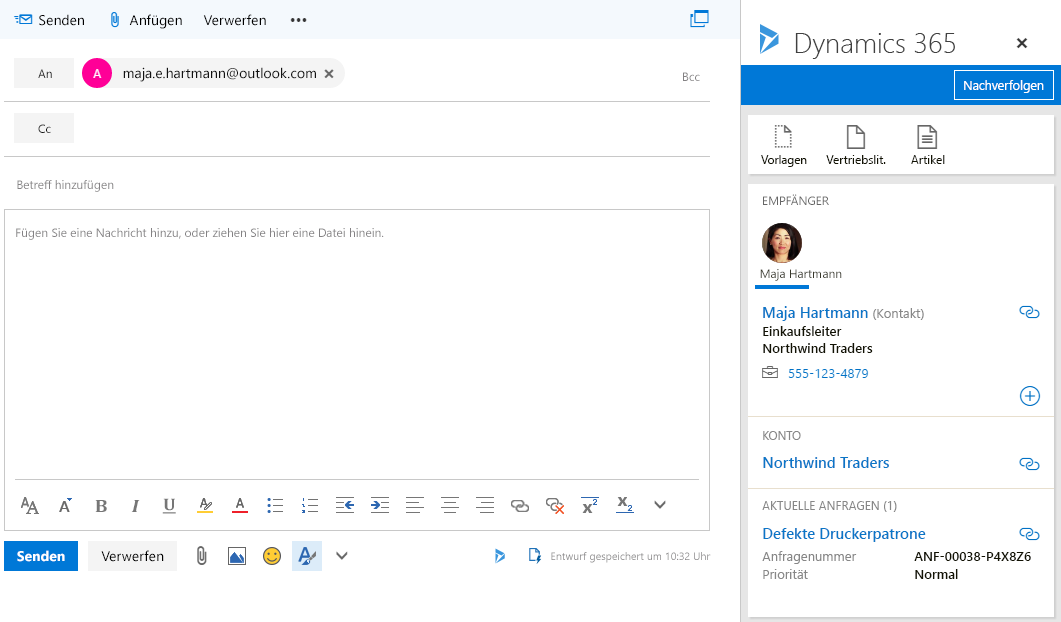 Senden Anfügen Verwerfen •••
An A maja.e.hartmann@outlook.com Bcc
Cc
Betreff hinzufügen
Fügen Sie eine Nachricht hinzu, oder ziehen Sie hier eine Datei hinein.
Senden Verwerfen Entwurf gespeichert um 10:32 Uhr
Dynamics 365
Nachverfolgen
Vorlagen Vertriebslit. Artikel
EMPFÄNGER
Maja Hartmann
Maja Hartmann (Kontakt)
Einkaufsleiter
Northwind Traders
555-123-4879
KONTO
Northwind Traders
AKTUELLE ANFRAGEN (1)
Defekte Druckerpatrone
Anfragenummer ANF-00038-P4X8Z6
Priorität Normal